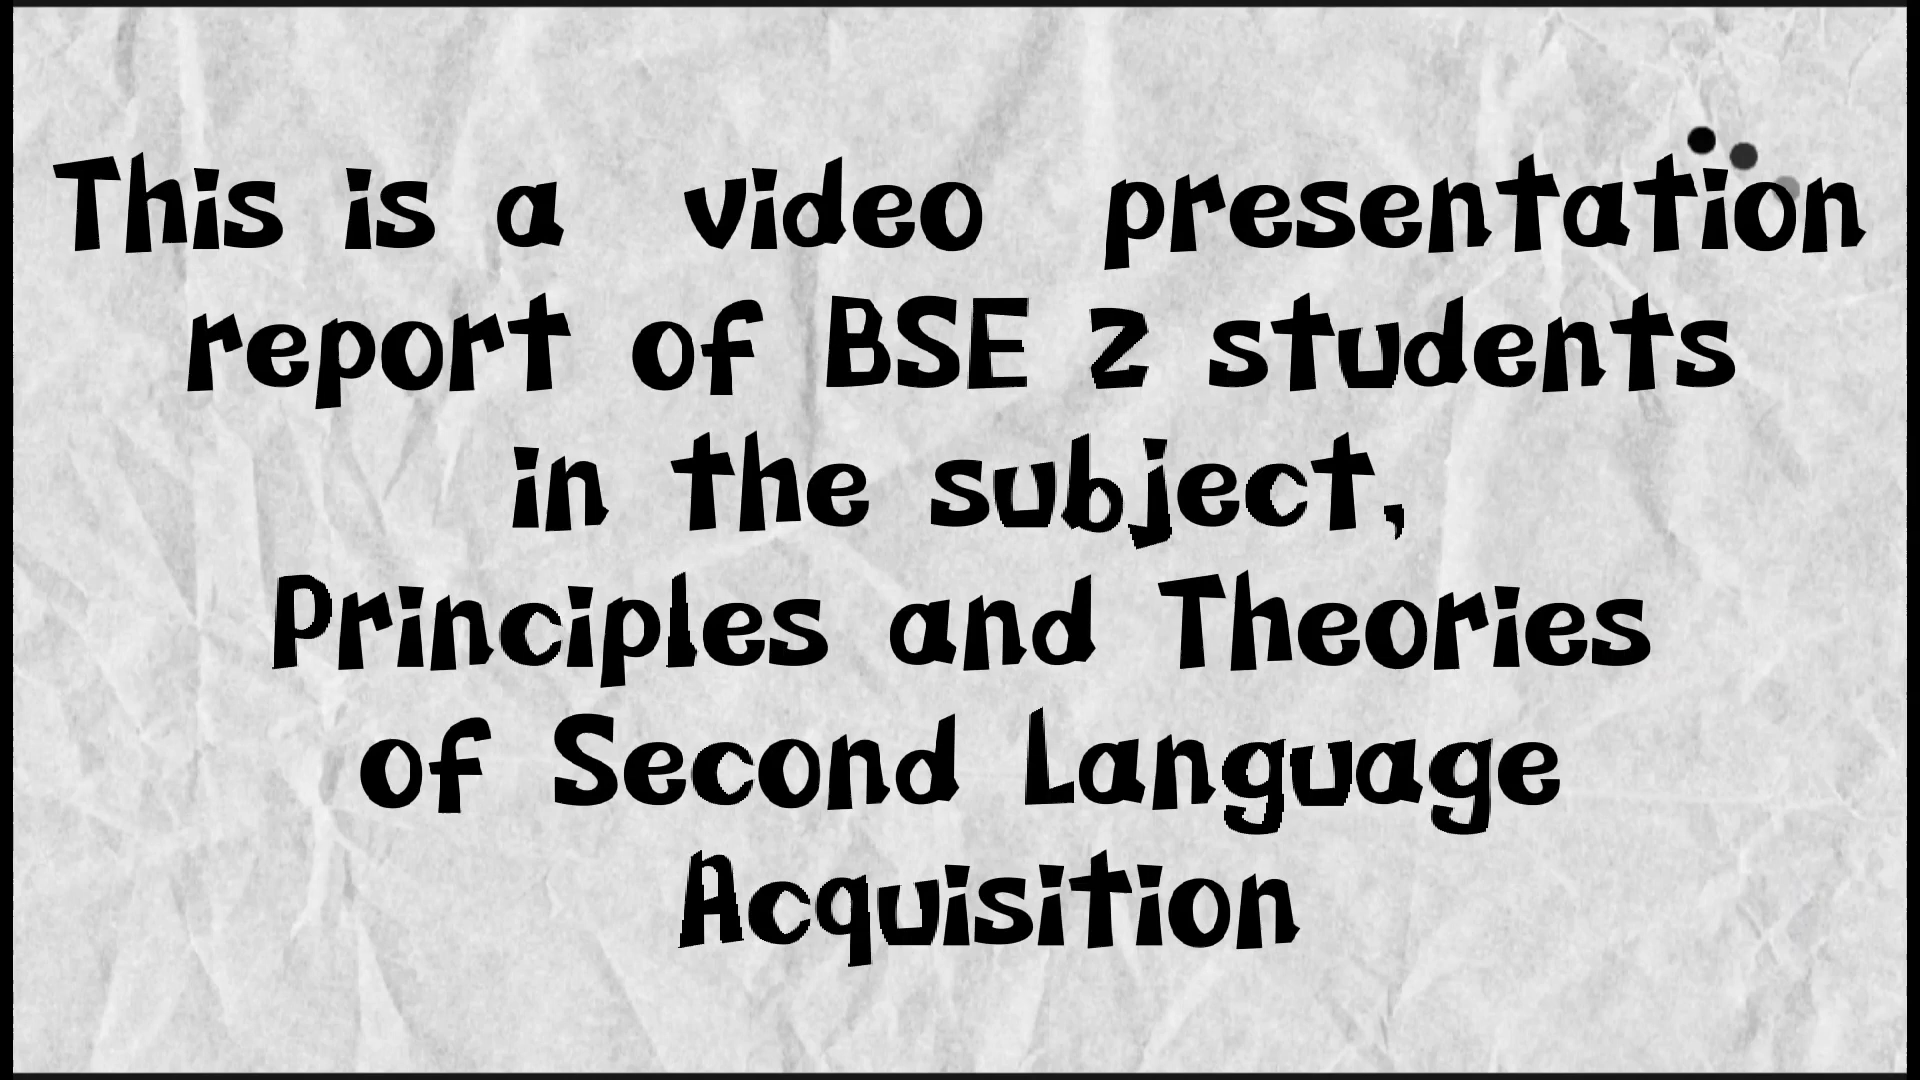 This is a video presentation
report of BSE 2 students
in the subject,
Principles and Theories
of Second Language
Acquisition